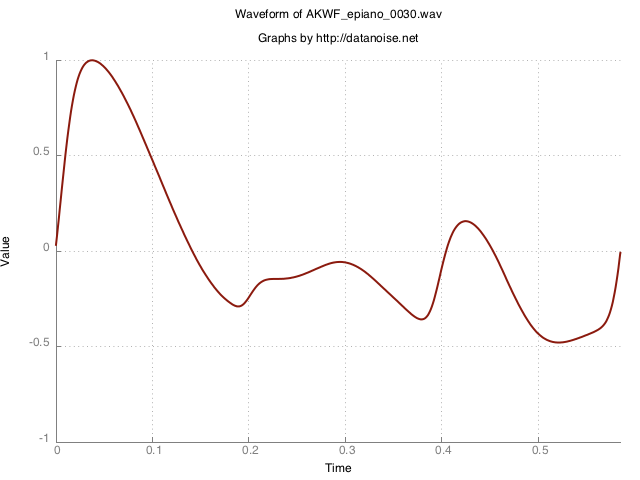 Waveform of AKWF_epiano_0030.wav
Graphs by http://datanoise.net
1
0.5
0
-0.5
-1
Value
0 0.1 0.2 0.3 0.4 0.5
Time